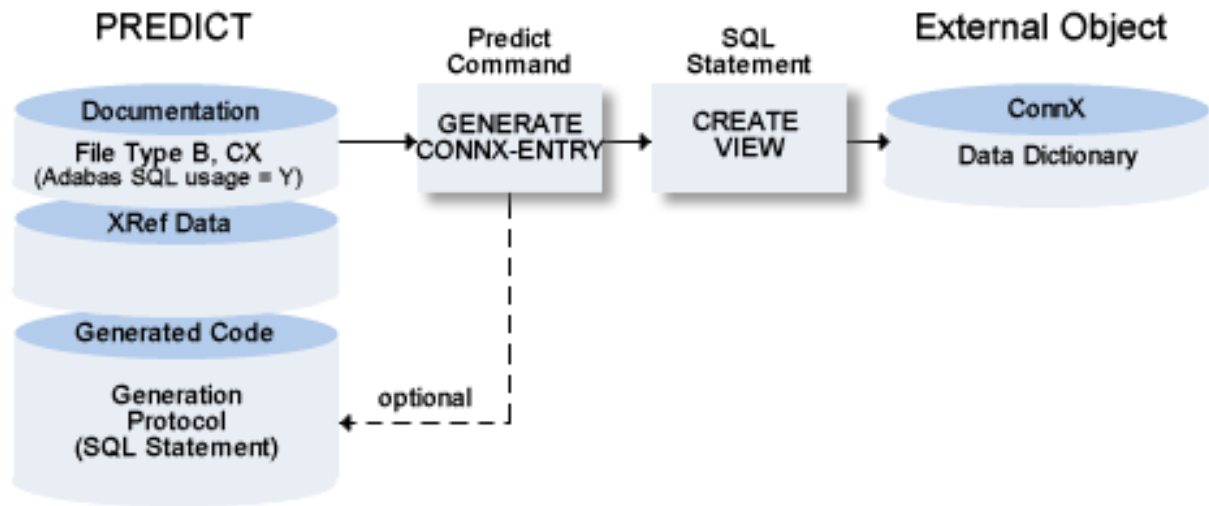 PREDICT
Documentation
File Type B, CX
(Adabas SQL usage = Y)
XRef Data
Generated Code
Generation
Protocol
(SQL Statement)
Predict
Command
GENERATE
CONNX-ENTRY
optional
SQL
Statement
CREATE
VIEW
External Object
ConnX
Data Dictionary